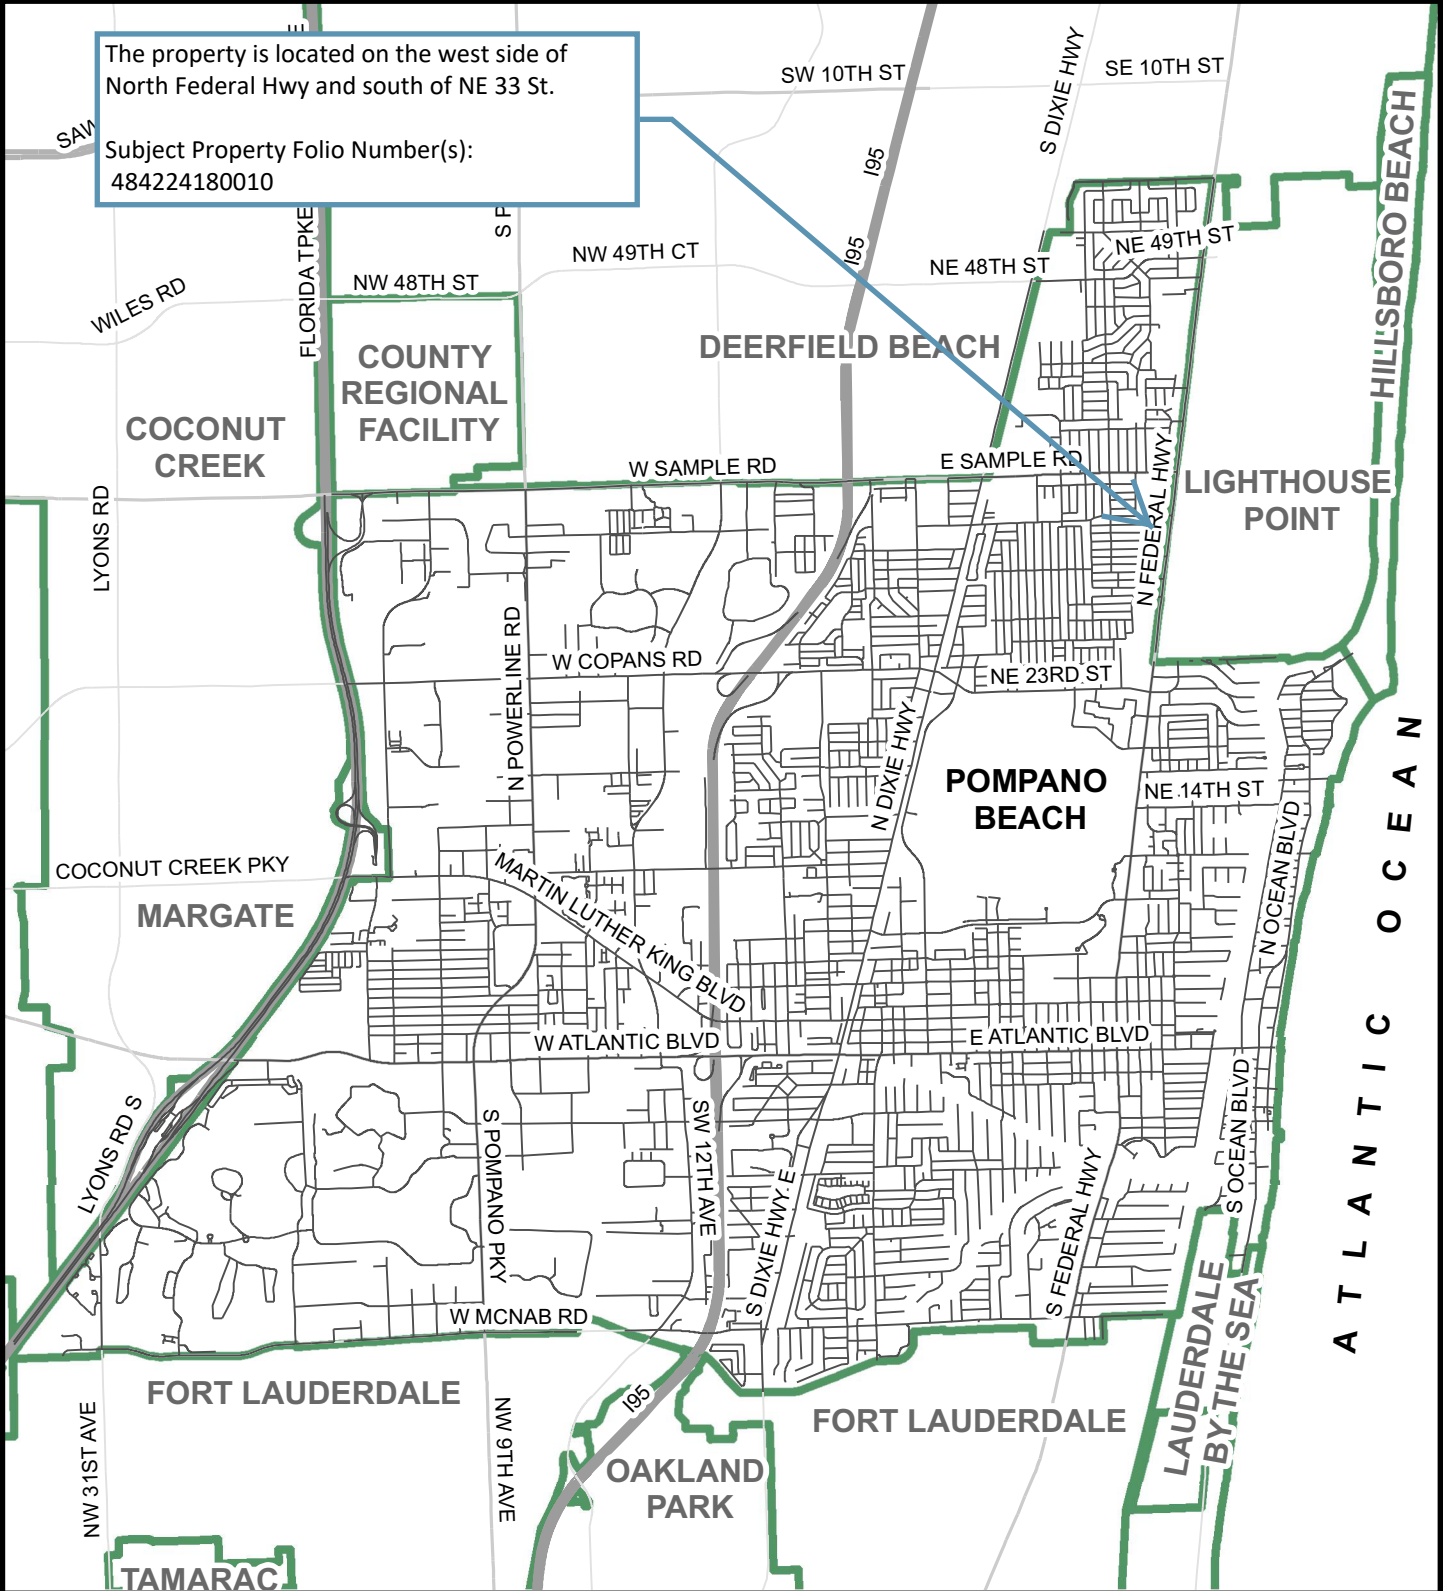 The property is located on the west side of
North Federal Hwy and south of NE 33 St.
Subject Property Folio Number(s):
484224180010
SW 10TH ST
SE 10TH ST
S DIXIE HWY
I95
HILLSBORO BEACH
FLORIDA TPKE
NW 49TH CT
I95
NE 49TH ST
NE 48TH ST
NW 48TH ST
WILES RD
DEERFIELD BEACH
COUNTY
REGIONAL
FACILITY
COCONUT
CREEK
W SAMPLE RD
E SAMPLE RD
N FEDERAL HWY
LIGHTHOUSE
POINT
LYONS RD
N POWERLINE RD
W COPANS RD
NE 23RD ST
N DIXIE HWY
POMPANO
BEACH
NE 14TH ST
N OCEAN BLVD
ATLANTIC OCEAN
COCONUT CREEK PKY
MARTIN LUTHER KING BLVD
MARGATE
W ATLANTIC BLVD
E ATLANTIC BLVD
LYONS RD S
S POMPANO PKY
SW 12TH AVE
S DIXIE HWY E
S FEDERAL HWY
S OCEAN BLVD
W MCNAB RD
LAUDERDALE
BY THE SEA
FORT LAUDERDALE
I95
FORT LAUDERDALE
NW 31ST AVE
NW 9TH AVE
OAKLAND
PARK
TAMARAC